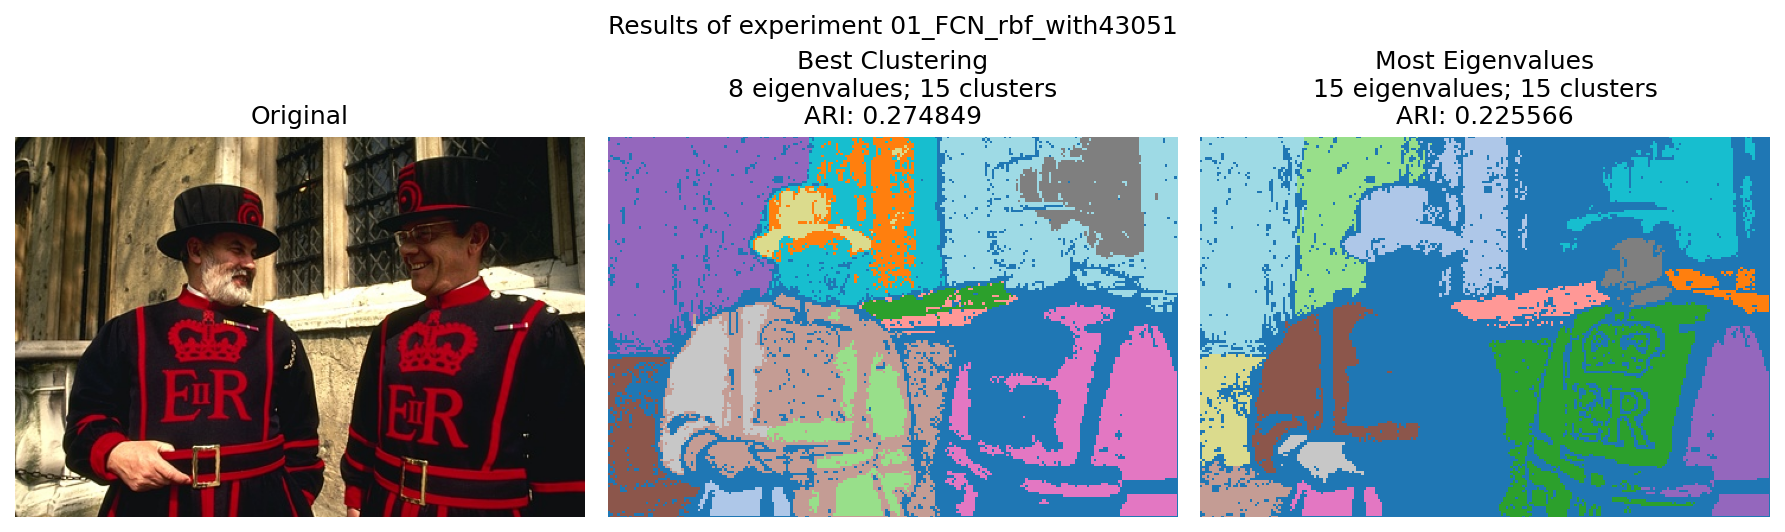 Results of experiment 01_FCN_rbf_with43051
Original
Best Clustering
8 eigenvalues; 15 clusters
ARI: 0.274849
Most Eigenvalues
15 eigenvalues; 15 clusters
ARI: 0.225566
EIIR
EIIR